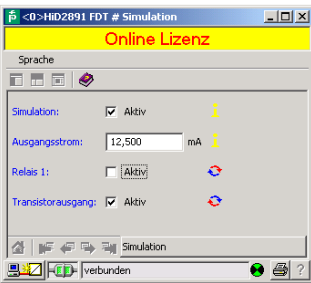 <0>HiD2891 FDT # Simulation
Online Lizenz
Sprache
Simulation: Aktiv
Ausgangsstrom: 12,500 mA
Relais 1: Aktiv
Transistorausgang: Aktiv
Simulation
verbunden